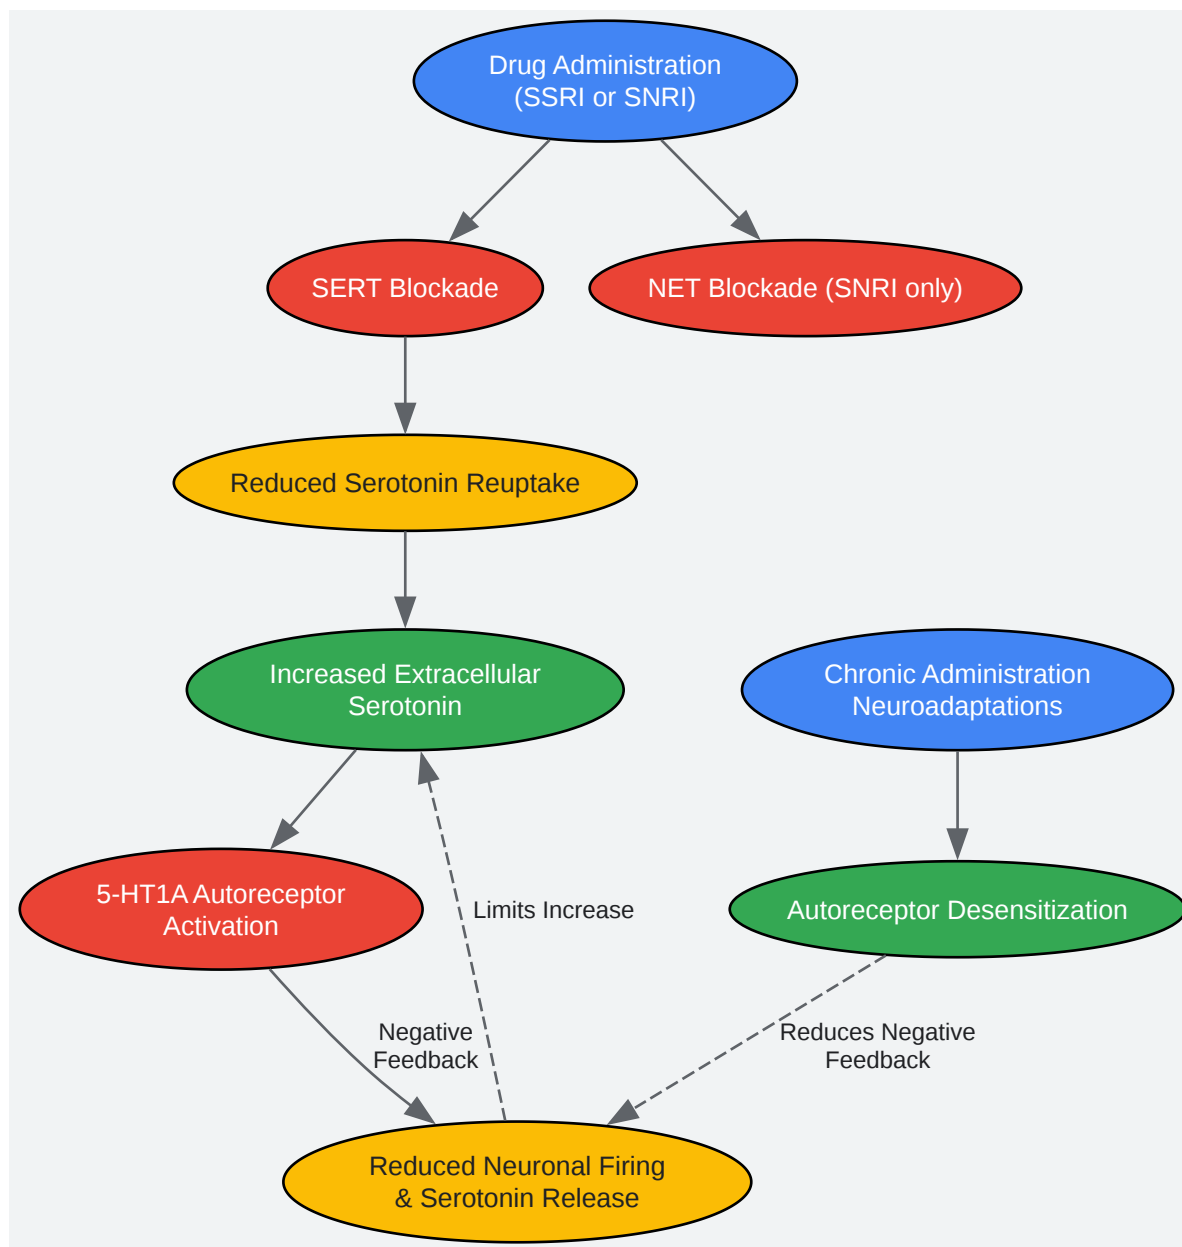 Drug Administration
(SSRI or SNRI)
SERT Blockade
NET Blockade (SNRI only)
Reduced Serotonin Reuptake
Increased Extracellular
Serotonin
Chronic Administration
Neuroadaptations
5-HT1A Autoreceptor
Activation
Limits Increase
Autoreceptor Desensitization
Negative
Feedback
Reduces Negative
Feedback
Reduced Neuronal Firing
& Serotonin Release